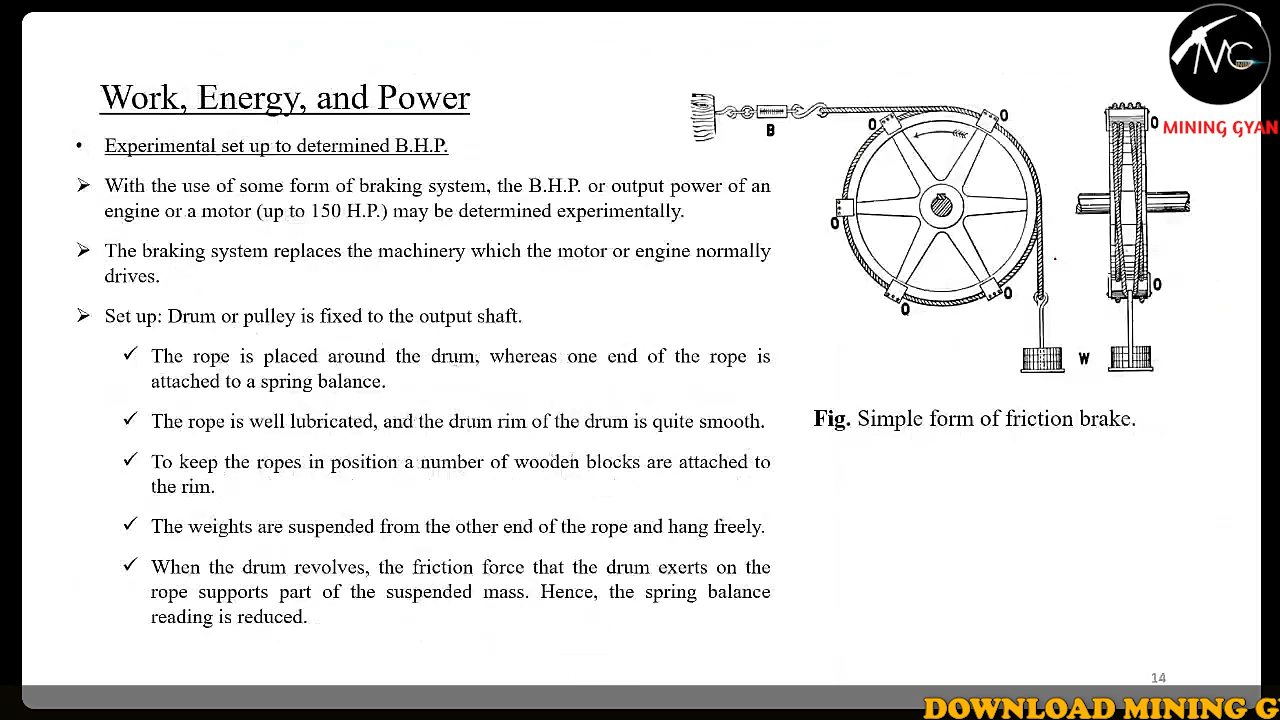 Work, Energy, and Power
• Experimental set up to determined B.H.P.
➢ With the use of some form of braking system, the B.H.P. or output power of an
engine or a motor (up to 150 H.P.) may be determined experimentally.
➢ The braking system replaces the machinery which the motor or engine normally
drives.
➢ Set up: Drum or pulley is fixed to the output shaft.
✓ The rope is placed around the drum, whereas one end of the rope is
attached to a spring balance.
✓ The rope is well lubricated, and the drum rim of the drum is quite smooth.
✓ To keep the ropes in position a number of wooden blocks are attached to
the rim.
✓ The weights are suspended from the other end of the rope and hang freely.
✓ When the drum revolves, the friction force that the drum exerts on the
rope supports part of the suspended mass. Hence, the spring balance
reading is reduced.
B
O
O
O
O
O
O
O
W
Fig. Simple form of friction brake.
MG
MINING GYAN
14
DOWNLOAD MINING G